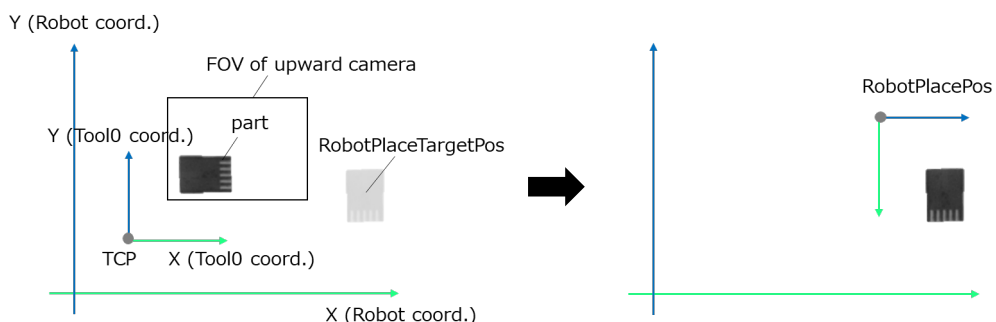 Y (Robot coord.)
FOV of upward camera
RobotPlacePos
Y (Tool0 coord.)
part
RobotPlaceTargetPos
TCP
X (Tool0 coord.)
X (Robot coord.)